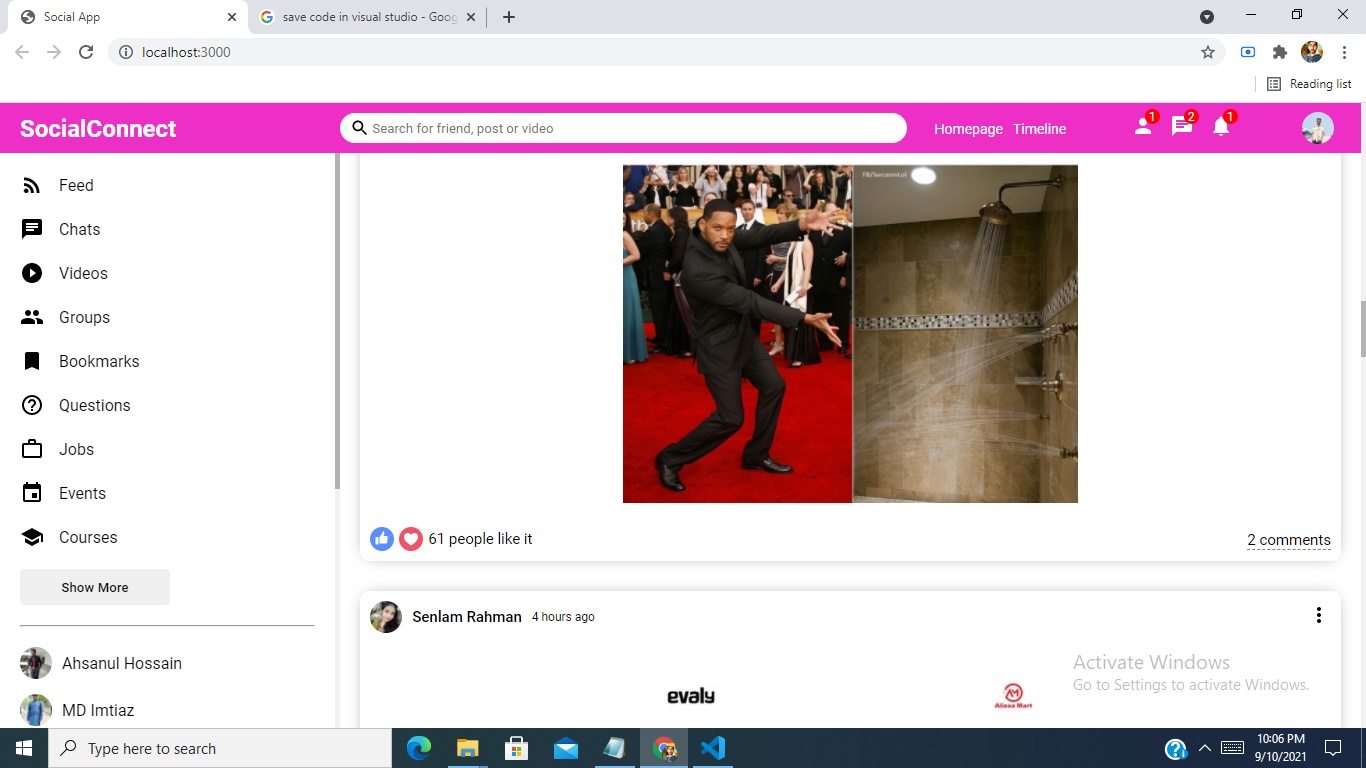 Social App
save code in visual studio - Goog
localhost:3000
Reading list
SocialConnect
Search for friend, post or video
Homepage
Timeline
1
2
1
Feed
Chats
Videos
Groups
Bookmarks
Questions
Jobs
Events
Courses
Show More
Ahsanul Hossain
MD Imtiaz
FB/SarcasmLol
61 people like it
2 comments
Senlam Rahman 4 hours ago
evaly
Alizaa Mart
Activate Windows
Go to Settings to activate Windows.
Type here to search
10:06 PM
9/10/2021